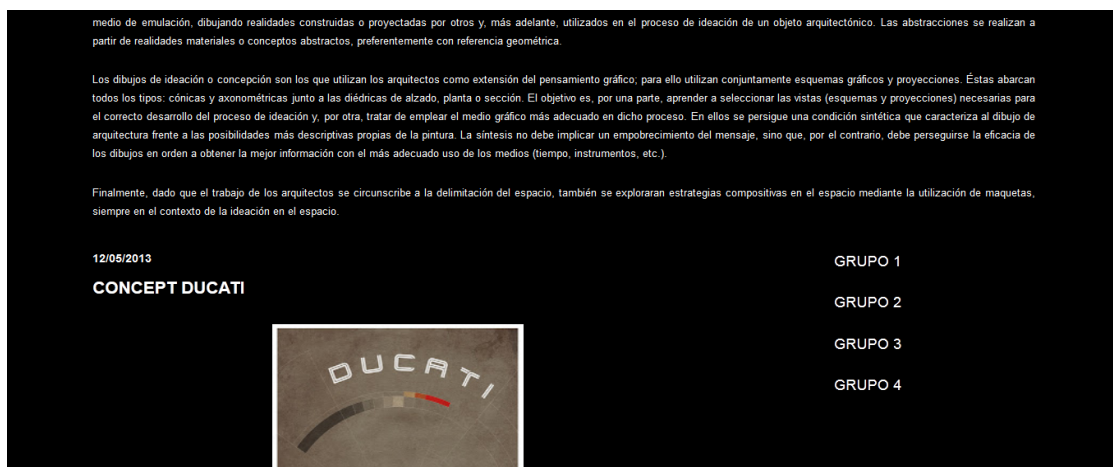 medio de emulación, dibujando realidades construidas o proyectadas por otros y, más adelante, utilizados en el proceso de ideación de un objeto arquitectónico. Las abstracciones se realizan a
partir de realidades materiales o conceptos abstractos, preferentemente con referencia geométrica.
Los dibujos de ideación o concepción son los que utilizan los arquitectos como extensión del pensamiento gráfico; para ello utilizan conjuntamente esquemas gráficos y proyecciones. Éstas abarcan
todos los tipos: cónicas y axonométricas junto a las diédricas de alzado, planta o sección. El objetivo es, por una parte, aprender a seleccionar las vistas (esquemas y proyecciones) necesarias para
el correcto desarrollo del proceso de ideación y, por otra, tratar de emplear el medio gráfico más adecuado en dicho proceso. En ellos se persigue una condición sintética que caracteriza al dibujo de
arquitectura frente a las posibilidades más descriptivas propias de la pintura. La síntesis no debe implicar un empobrecimiento del mensaje, sino que, por el contrario, debe perseguirse la eficacia de
los dibujos en orden a obtener la mejor información con el más adecuado uso de los medios (tiempo, instrumentos, etc.).
Finalmente, dado que el trabajo de los arquitectos se circunscribe a la delimitación del espacio, también se exploraran estrategias compositivas en el espacio mediante la utilización de maquetas,
siempre en el contexto de la ideación en el espacio.
12/05/2013
CONCEPT DUCATI
DUCATI
GRUPO 1
GRUPO 2
GRUPO 3
GRUPO 4